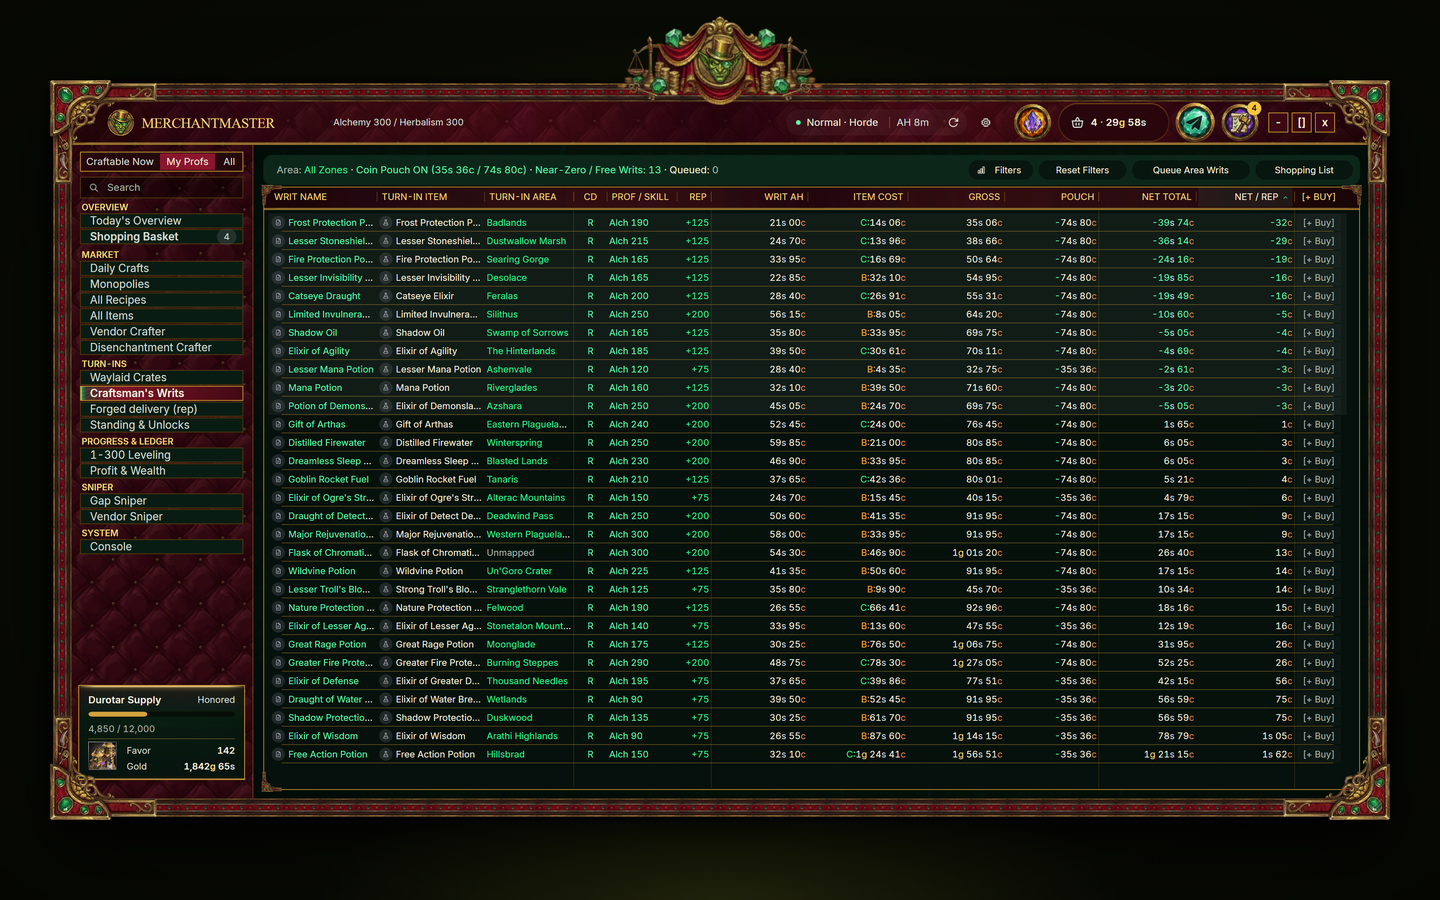 MERCHANTMASTER
Alchemy 300 / Herbalism 300
Normal · Horde
AH 8m
4 · 29g 58s
4
- [] x
Craftable Now My Profs All
Search
OVERVIEW
Today's Overview
Shopping Basket 4
MARKET
Daily Crafts
Monopolies
All Recipes
All Items
Vendor Crafter
Disenchantment Crafter
TURN-INS
Waylaid Crates
Craftsman's Writs
Forged delivery (rep)
Standing & Unlocks
PROGRESS & LEDGER
1-300 Leveling
Profit & Wealth
SNIPER
Gap Sniper
Vendor Sniper
SYSTEM
Console
Durotar Supply Honored
4,850 / 12,000
Favor 142
Gold 1,842g 65s
Area: All Zones · Coin Pouch ON (35s 36c / 74s 80c) · Near-Zero / Free Writs: 13 · Queued: 0
Filters Reset Filters Queue Area Writs Shopping List
WRIT NAME TURN-IN ITEM TURN-IN AREA CD PROF / SKILL REP WRIT AH ITEM COST GROSS POUCH NET TOTAL NET / REP [+ BUY]
Frost Protection P... Frost Protection P... Badlands R Alch 190 +125 21s 00c C:14s 06c 35s 06c -74s 80c -39s 74c -32c [+ Buy]
Lesser Stoneshiel... Lesser Stoneshiel... Dustwallow Marsh R Alch 215 +125 24s 70c C:13s 96c 38s 66c -74s 80c -36s 14c -29c [+ Buy]
Fire Protection Po... Fire Protection Po... Searing Gorge R Alch 165 +125 33s 95c C:16s 69c 50s 64c -74s 80c -24s 16c -19c [+ Buy]
Lesser Invisibility ... Lesser Invisibility ... Desolace R Alch 165 +125 22s 85c B:32s 10c 54s 95c -74s 80c -19s 85c -16c [+ Buy]
Catseye Draught Catseye Elixir Feralas R Alch 200 +125 28s 40c C:26s 91c 55s 31c -74s 80c -19s 49c -16c [+ Buy]
Limited Invulnera... Limited Invulnera... Silithus R Alch 250 +200 56s 15c B:8s 05c 64s 20c -74s 80c -10s 60c -5c [+ Buy]
Shadow Oil Shadow Oil Swamp of Sorrows R Alch 165 +125 35s 80c B:33s 95c 69s 75c -74s 80c -5s 05c -4c [+ Buy]
Elixir of Agility Elixir of Agility The Hinterlands R Alch 185 +125 39s 50c C:30s 61c 70s 11c -74s 80c -4s 69c -4c [+ Buy]
Lesser Mana Potion Lesser Mana Potion Ashenvale R Alch 120 +75 28s 40c B:4s 35c 32s 75c -35s 36c -2s 61c -3c [+ Buy]
Mana Potion Mana Potion Riverglades R Alch 160 +125 32s 10c B:39s 50c 71s 60c -74s 80c -3s 20c -3c [+ Buy]
Potion of Demons... Elixir of Demonsla... Azshara R Alch 250 +200 45s 05c B:24s 70c 69s 75c -74s 80c -5s 05c -3c [+ Buy]
Gift of Arthas Gift of Arthas Eastern Plaguela... R Alch 240 +200 52s 45c C:24s 00c 76s 45c -74s 80c 1s 65c 1c [+ Buy]
Distilled Firewater Distilled Firewater Winterspring R Alch 250 +200 59s 85c B:21s 00c 80s 85c -74s 80c 6s 05c 3c [+ Buy]
Dreamless Sleep ... Dreamless Sleep ... Blasted Lands R Alch 230 +200 46s 90c B:33s 95c 80s 85c -74s 80c 6s 05c 3c [+ Buy]
Goblin Rocket Fuel Goblin Rocket Fuel Tanaris R Alch 210 +125 37s 65c C:42s 36c 80s 01c -74s 80c 5s 21c 4c [+ Buy]
Elixir of Ogre's Str... Elixir of Ogre's Str... Alterac Mountains R Alch 150 +75 24s 70c B:15s 45c 40s 15c -35s 36c 4s 79c 6c [+ Buy]
Draught of Detect... Elixir of Detect De... Deadwind Pass R Alch 250 +200 50s 60c B:41s 35c 91s 95c -74s 80c 17s 15c 9c [+ Buy]
Major Rejuvenatio... Major Rejuvenatio... Western Plaguela... R Alch 300 +200 58s 00c B:33s 95c 91s 95c -74s 80c 17s 15c 9c [+ Buy]
Flask of Chromati... Flask of Chromati... Unmapped R Alch 300 +200 54s 30c B:46s 90c 1g 01s 20c -74s 80c 26s 40c 13c [+ Buy]
Wildvine Potion Wildvine Potion Un'Goro Crater R Alch 225 +125 41s 35c B:50s 60c 91s 95c -74s 80c 17s 15c 14c [+ Buy]
Lesser Troll's Blo... Strong Troll's Blo... Stranglethorn Vale R Alch 125 +75 35s 80c B:9s 90c 45s 70c -35s 36c 10s 34c 14c [+ Buy]
Nature Protection ... Nature Protection ... Felwood R Alch 190 +125 26s 55c C:66s 41c 92s 96c -74s 80c 18s 16c 15c [+ Buy]
Elixir of Lesser Ag... Elixir of Lesser Ag... Stonetalon Mount... R Alch 140 +75 33s 95c B:13s 60c 47s 55c -35s 36c 12s 19c 16c [+ Buy]
Great Rage Potion Great Rage Potion Moonglade R Alch 175 +125 30s 25c B:76s 50c 1g 06s 75c -74s 80c 31s 95c 26c [+ Buy]
Greater Fire Prote... Greater Fire Prote... Burning Steppes R Alch 290 +200 48s 75c C:78s 30c 1g 27s 05c -74s 80c 52s 25c 26c [+ Buy]
Elixir of Defense Elixir of Greater D... Thousand Needles R Alch 195 +75 37s 65c C:39s 86c 77s 51c -35s 36c 42s 15c 56c [+ Buy]
Draught of Water ... Elixir of Water Bre... Wetlands R Alch 90 +75 39s 50c B:52s 45c 91s 95c -35s 36c 56s 59c 75c [+ Buy]
Shadow Protectio... Shadow Protectio... Duskwood R Alch 135 +75 30s 25c B:61s 70c 91s 95c -35s 36c 56s 59c 75c [+ Buy]
Elixir of Wisdom Elixir of Wisdom Arathi Highlands R Alch 90 +75 26s 55c B:87s 60c 1g 14s 15c -35s 36c 78s 79c 1s 05c [+ Buy]
Free Action Potion Free Action Potion Hillsbrad R Alch 150 +75 32s 10c C:1g 24s 41c 1g 56s 51c -35s 36c 1g 21s 15c 1s 62c [+ Buy]